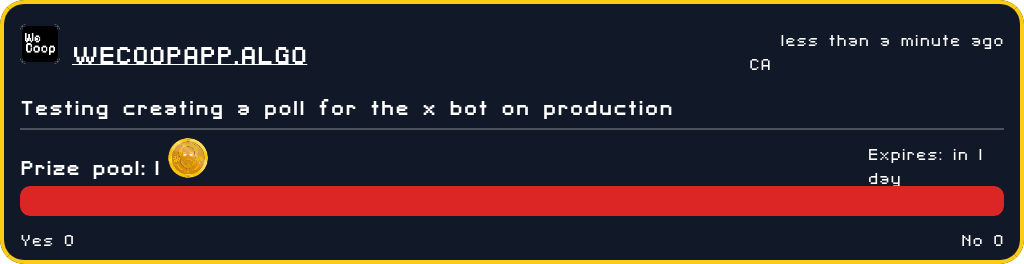 We
Coop
WECOOPAPP.ALGO
less than a minute ago
CA
Testing creating a poll for the x bot on production
Prize pool: 1
Expires: in 1
day
Yes 0
No 0